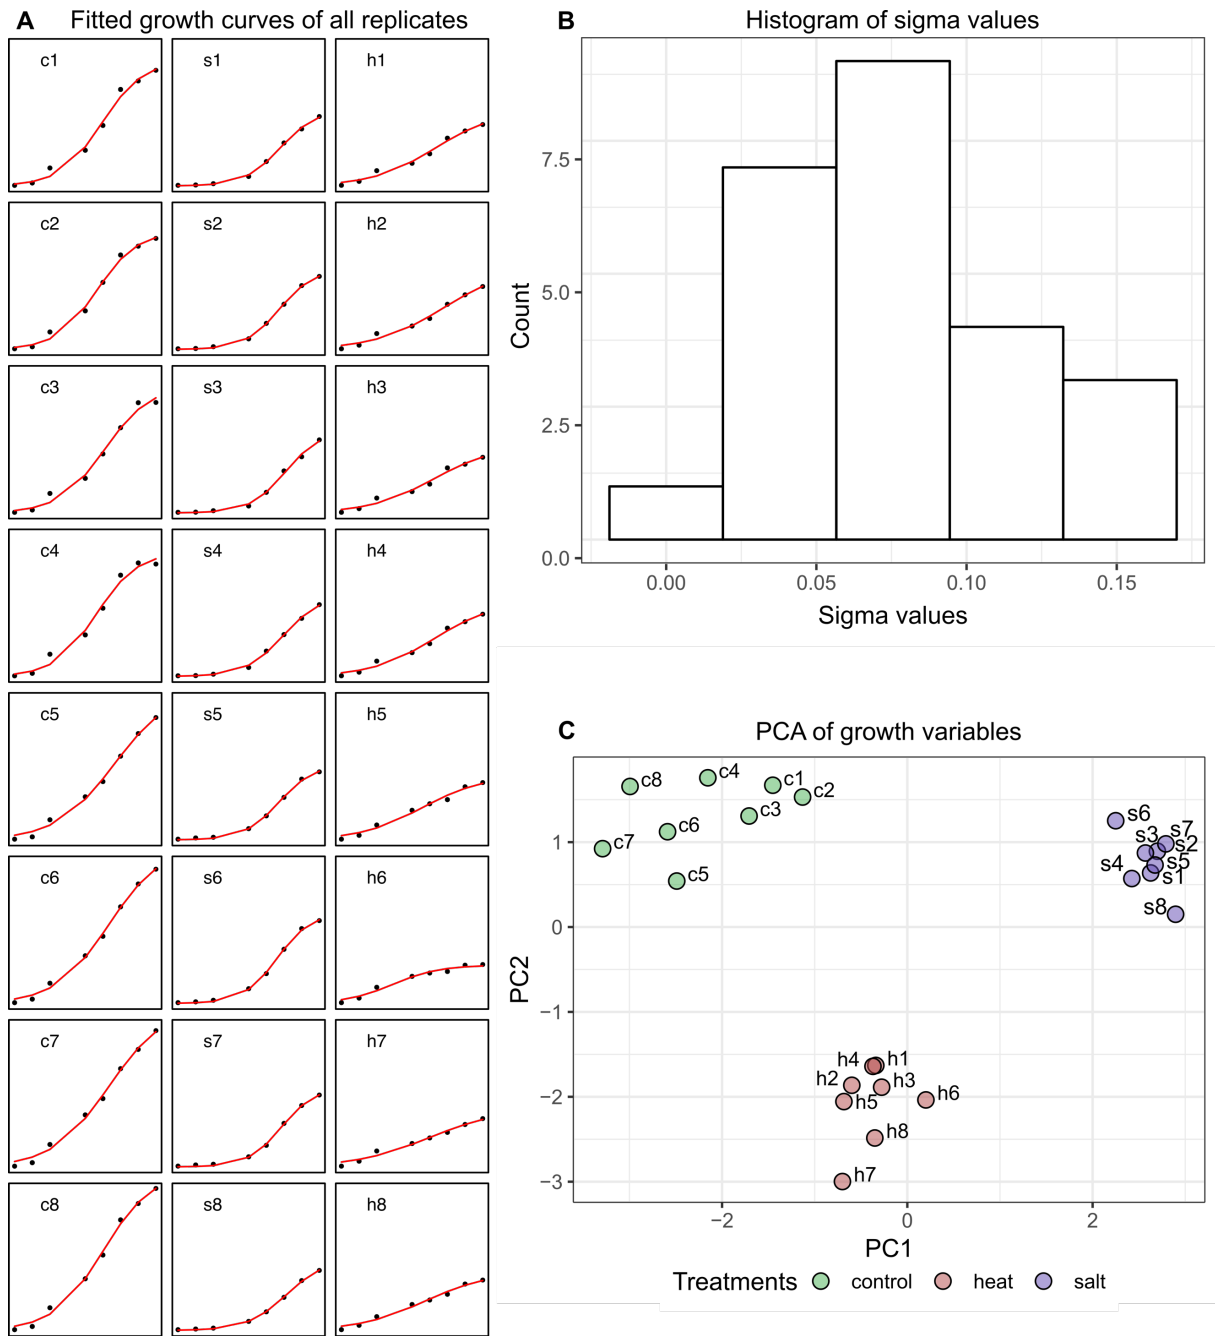 A Fitted growth curves of all replicates
c1 s1 h1
c2 s2 h2
c3 s3 h3
c4 s4 h4
c5 s5 h5
c6 s6 h6
c7 s7 h7
c8 s8 h8
B Histogram of sigma values
Count
7.5
5.0
2.5
0.0
0.00 0.05 0.10 0.15
Sigma values
C PCA of growth variables
PC2
1
0
−1
−2
−3
c8 c4 c1 c2
c3
c6
c7
c5
s6
s7
s3 s2
s4 s5
s1
s8
h4 h1
h2 h3
h5 h6
h8
h7
−2 0 2
PC1
Treatments control heat salt